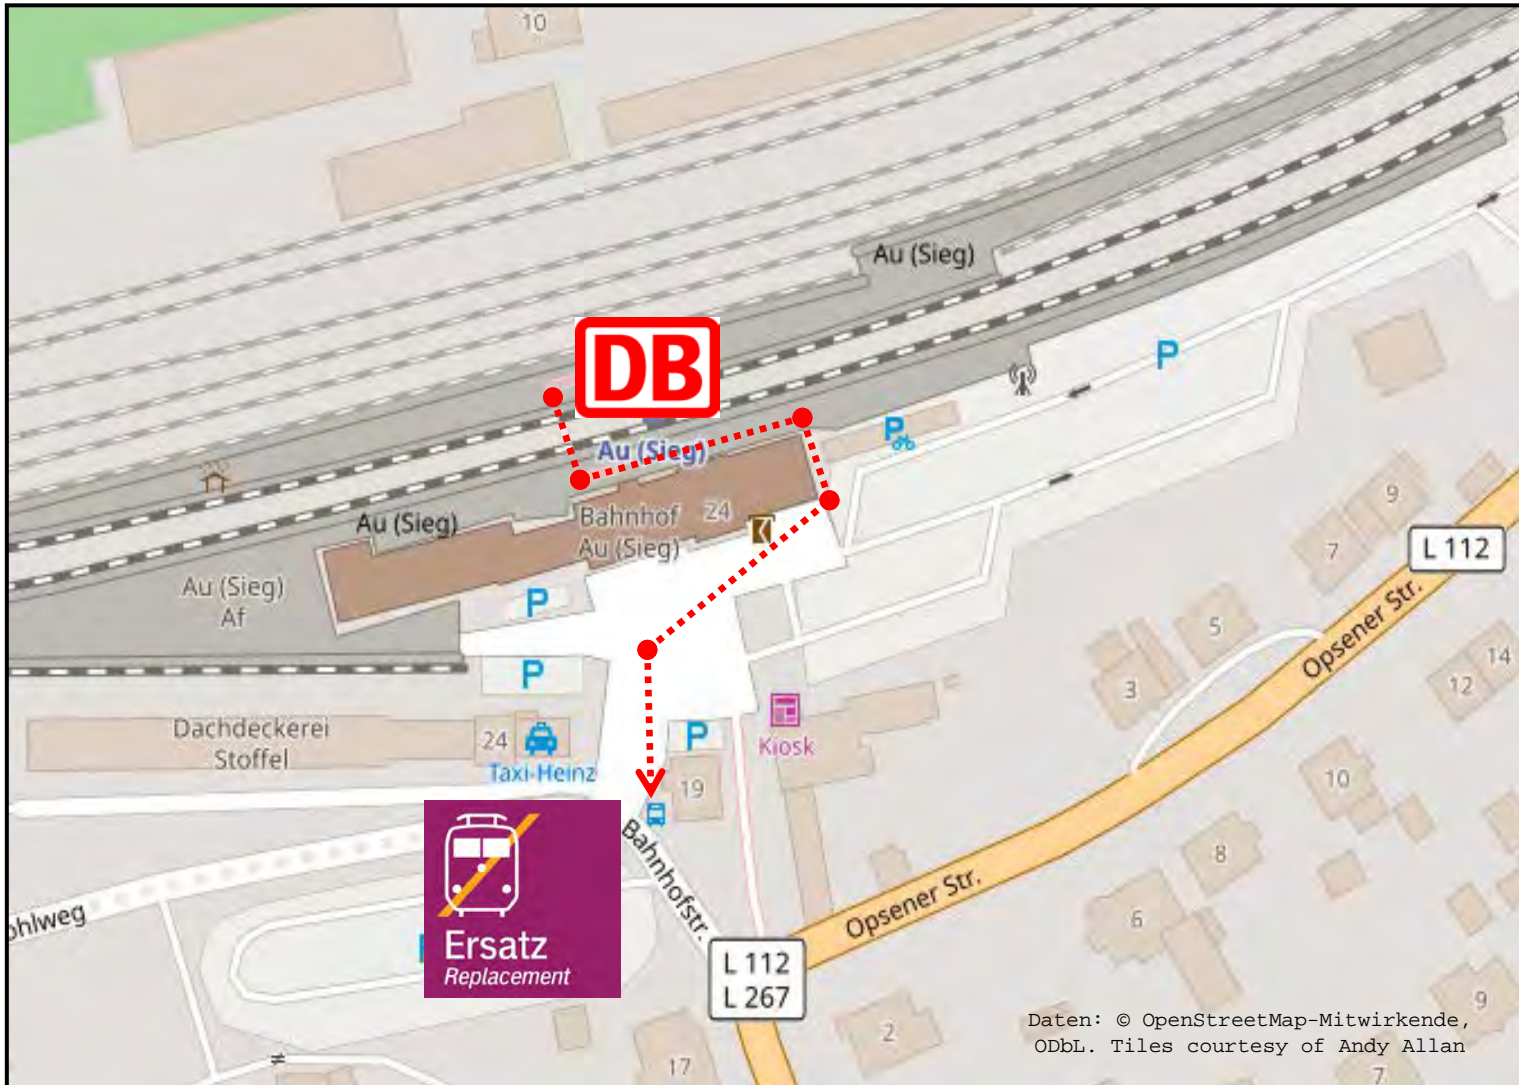 10
Au (Sieg)
DB
P
P
Au (Sieg)
9
Au (Sieg)
Bahnhof 24
Au (Sieg)
7
L 112
Au (Sieg)
Af
P
5
Opsener Str.
P
3
14
12
Dachdeckerei
Stoffel
24
Taxi-Heinz
P
Kiosk
19
10
Bahnhofstr.
8
ohlweg
Opsener Str.
6
Ersatz
Replacement
L 112
L 267
9
2
17
7
Daten: © OpenStreetMap-Mitwirkende,
ODbL. Tiles courtesy of Andy Allan